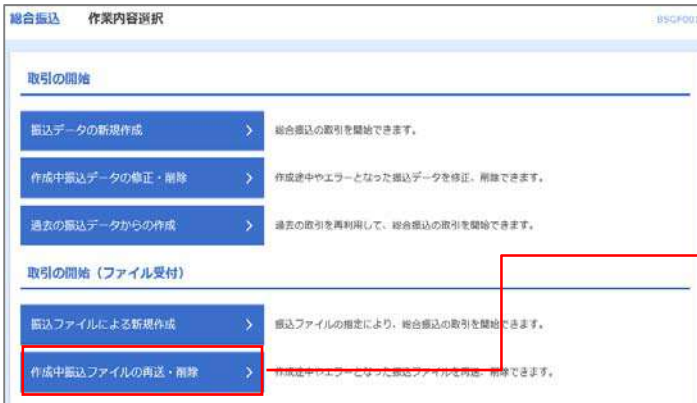 総合振込 作業内容選択 BSGF001
取引の開始
振込データの新規作成 総合振込の取引を開始できます。
作成中振込データの修正・削除 作成途中やエラーとなった振込データを修正、削除できます。
過去の振込データからの作成 過去の取引を再利用して、総合振込の取引を開始できます。
取引の開始（ファイル受付）
振込ファイルによる新規作成 振込ファイルの指定により、総合振込の取引を開始できます。
作成中振込ファイルの再送・削除 作成途中やエラーとなった振込ファイルを再送、削除できます。